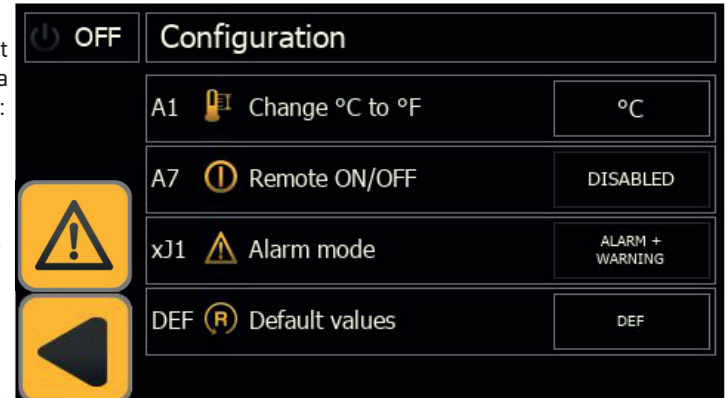 t
a
:
OFF
Configuration
A1 Change °C to °F °C
A7 Remote ON/OFF DISABLED
xJ1 Alarm mode ALARM +
WARNING
DEF R Default values DEF